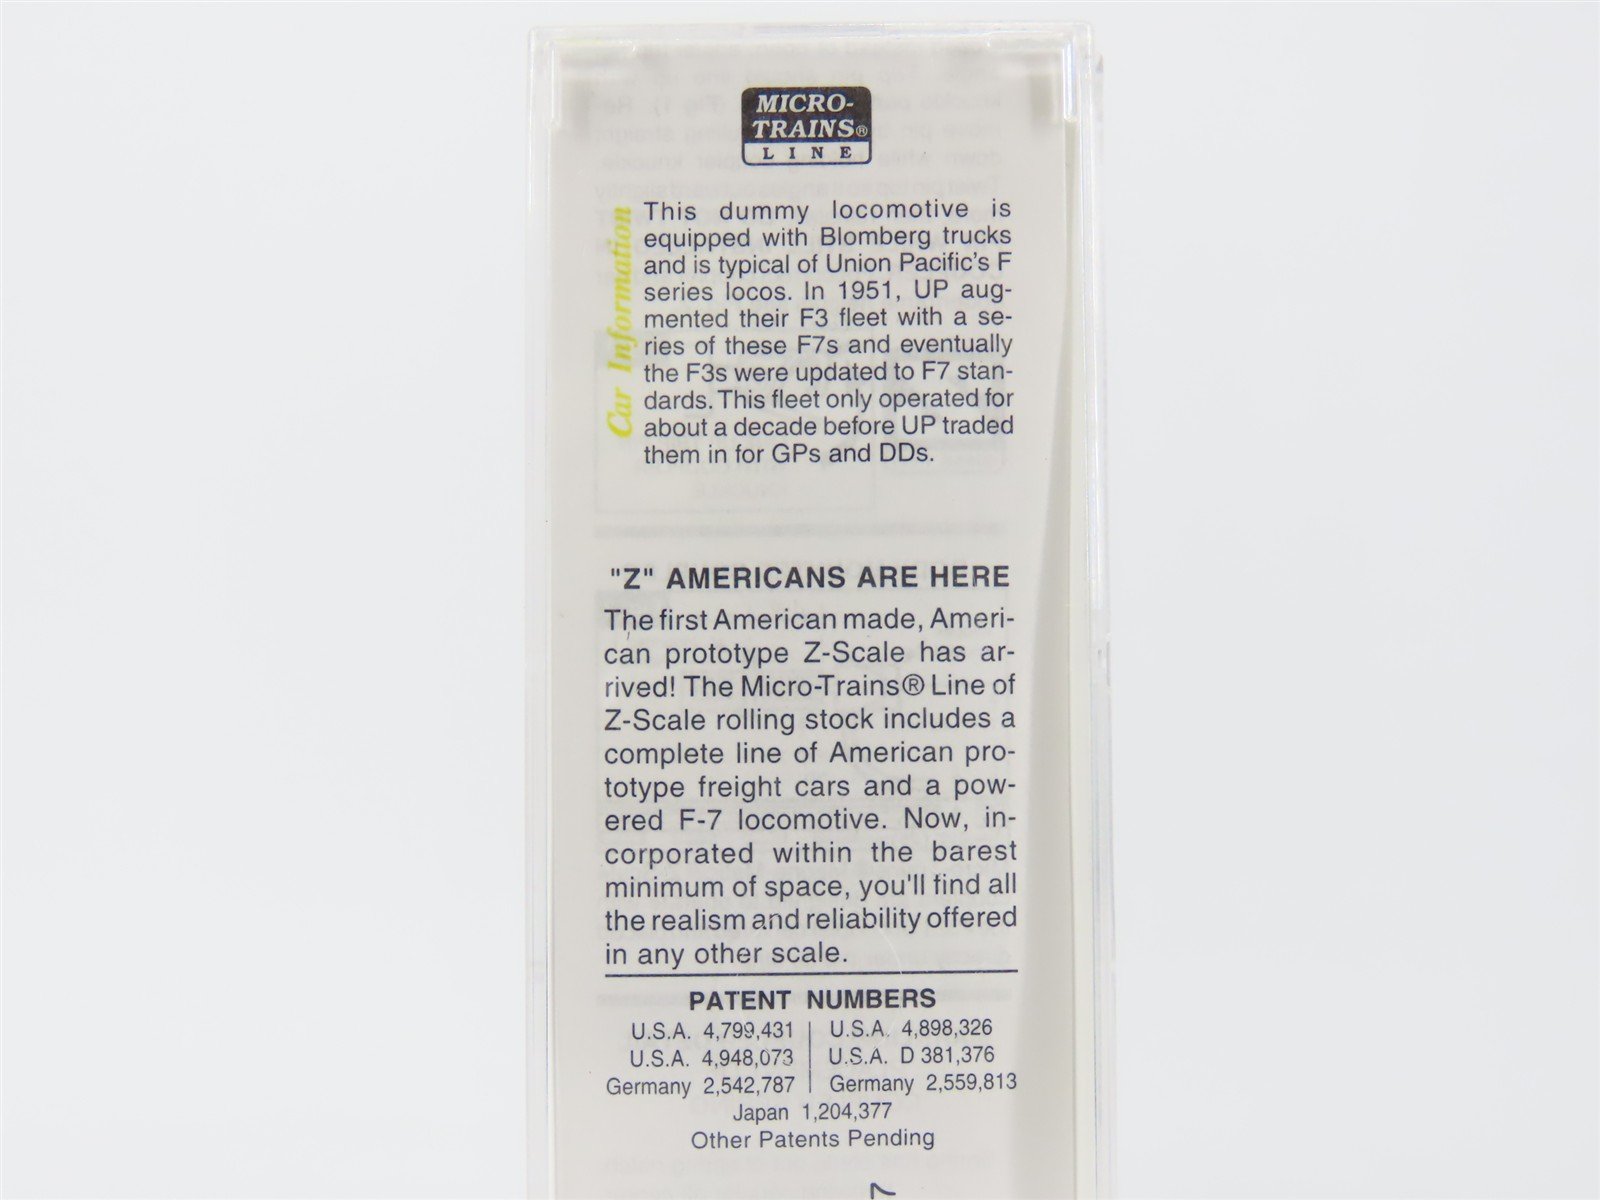 MICRO-
TRAINS®
LINE
Car Information
This dummy locomotive is
equipped with Blomberg trucks
and is typical of Union Pacific's F
series locos. In 1951, UP aug-
mented their F3 fleet with a se-
ries of these F7s and eventually
the F3s were updated to F7 stan-
dards. This fleet only operated for
about a decade before UP traded
them in for GPs and DDs.
"Z" AMERICANS ARE HERE
The first American made, Ameri-
can prototype Z-Scale has ar-
rived! The Micro-Trains® Line of
Z-Scale rolling stock includes a
complete line of American pro-
totype freight cars and a pow-
ered F-7 locomotive. Now, in-
corporated within the barest
minimum of space, you'll find all
the realism and reliability offered
in any other scale.
PATENT NUMBERS
U.S.A. 4,799,431 | U.S.A. 4,898,326
U.S.A. 4,948,073 | U.S.A. D 381,376
Germany 2,542,787 | Germany 2,559,813
Japan 1,204,377
Other Patents Pending
7